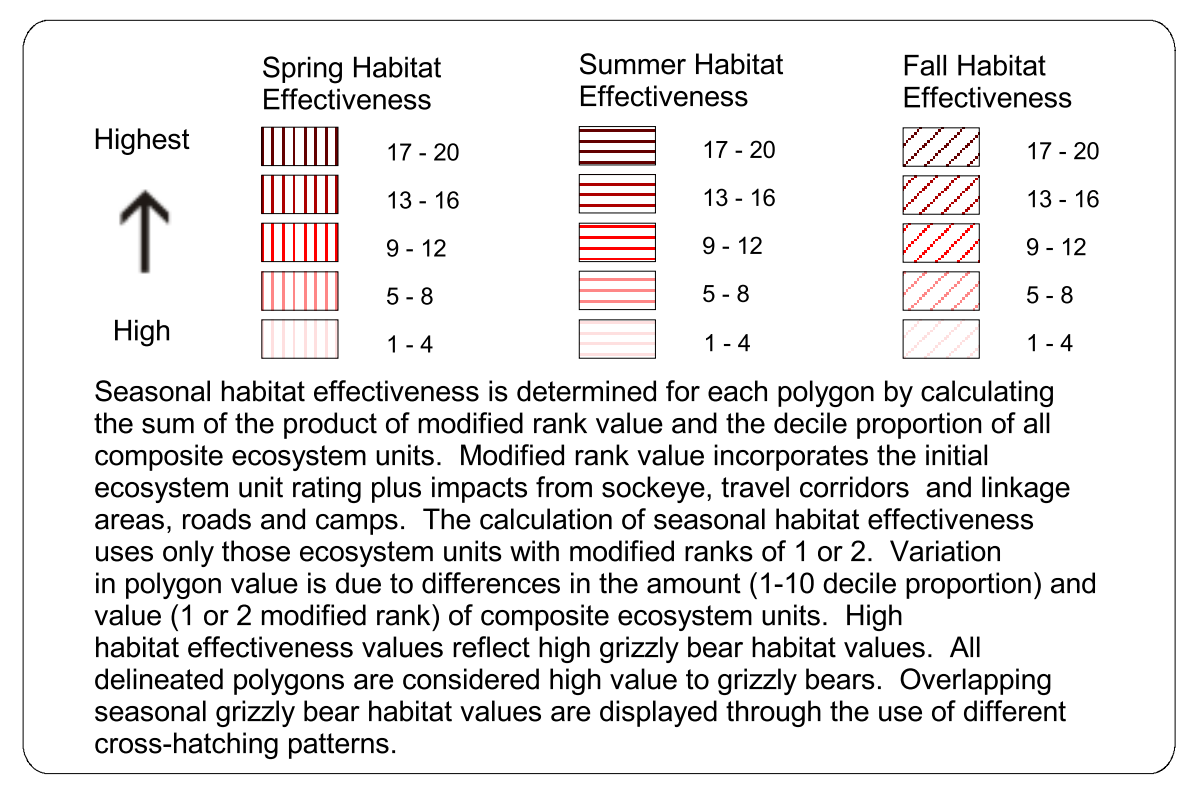 Spring Habitat Effectiveness
Summer Habitat Effectiveness
Fall Habitat Effectiveness
Highest
17 - 20
17 - 20
17 - 20
13 - 16
13 - 16
13 - 16
9 - 12
9 - 12
9 - 12
5 - 8
5 - 8
5 - 8
High
1 - 4
1 - 4
1 - 4
Seasonal habitat effectiveness is determined for each polygon by calculating
the sum of the product of modified rank value and the decile proportion of all
composite ecosystem units.  Modified rank value incorporates the initial
ecosystem unit rating plus impacts from sockeye, travel corridors  and linkage
areas, roads and camps.  The calculation of seasonal habitat effectiveness
uses only those ecosystem units with modified ranks of 1 or 2.  Variation
in polygon value is due to differences in the amount (1-10 decile proportion) and
value (1 or 2 modified rank) of composite ecosystem units.  High
habitat effectiveness values reflect high grizzly bear habitat values.  All
delineated polygons are considered high value to grizzly bears.  Overlapping
seasonal grizzly bear habitat values are displayed through the use of different
cross-hatching patterns.